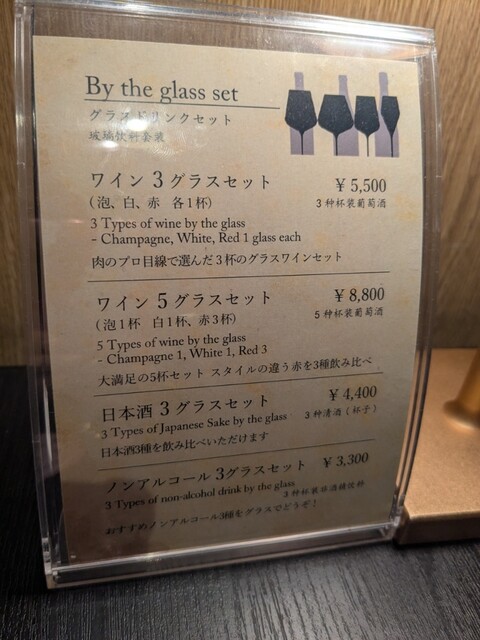 By the glass set
グラスドリンクセット
玻璃饮料套装
ワイン 3 グラスセット ¥ 5,500
(泡、白、赤 各1杯) 3 种杯装葡萄酒
3 Types of wine by the glass
- Champagne, White, Red 1 glass each
肉のプロ目線で選んだ3杯のグラスワインセット
ワイン 5 グラスセット ¥ 8,800
(泡1杯 白1杯、赤3杯) 5 种杯装葡萄酒
5 Types of wine by the glass
- Champagne 1, White 1, Red 3
大満足の5杯セット スタイルの違う赤を3種飲み比べ
日本酒 3 グラスセット ¥ 4,400
3 Types of Japanese Sake by the glass 3 种清酒(杯子)
日本酒3種を飲み比べいただけます
ノンアルコール 3グラスセット ¥ 3,300
3 Types of non-alcohol drink by the glass 3 种杯装非酒精饮料
おすすめノンアルコール3種をグラスでどうぞ!